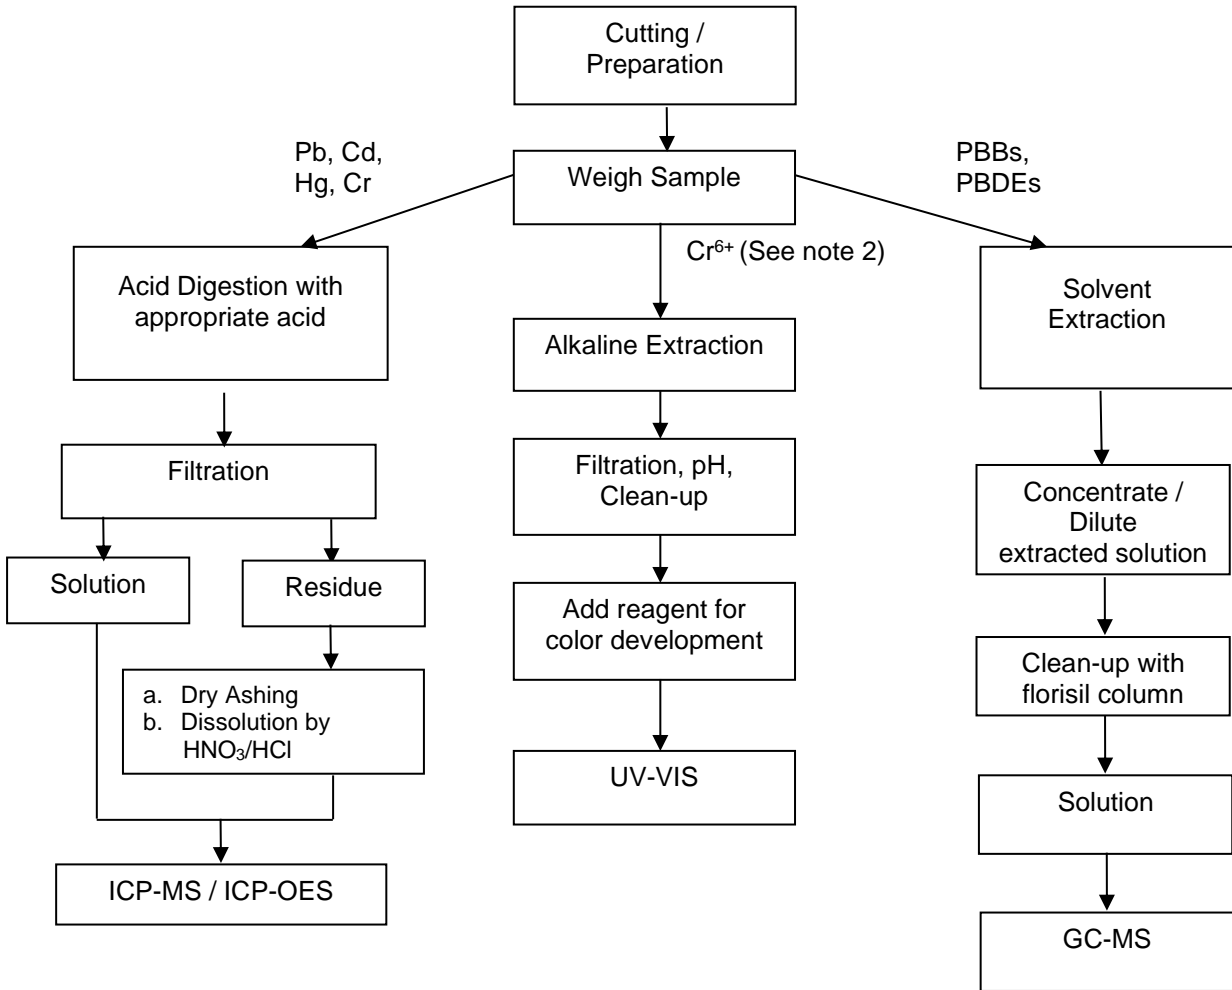 Cutting /
Preparation
Pb, Cd,
Hg, Cr
Weigh Sample
PBBs,
PBDEs
Cr⁶⁺ (See note 2)
Acid Digestion with
appropriate acid
Filtration
Solution
Residue
a. Dry Ashing
b. Dissolution by
HNO₃/HCl
ICP-MS / ICP-OES
Alkaline Extraction
Filtration, pH,
Clean-up
Add reagent for
color development
UV-VIS
Solvent
Extraction
Concentrate /
Dilute
extracted solution
Clean-up with
florisil column
Solution
GC-MS